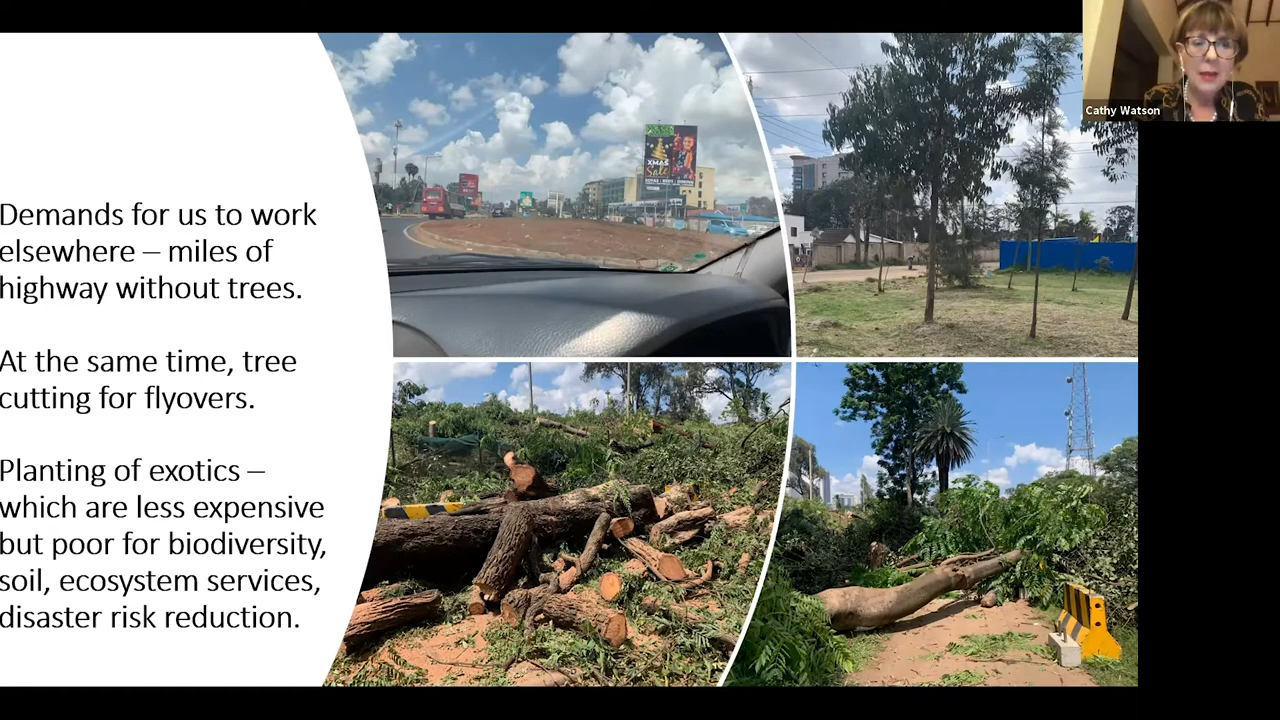 Demands for us to work
elsewhere – miles of
highway without trees.
At the same time, tree
cutting for flyovers.
Planting of exotics –
which are less expensive
but poor for biodiversity,
soil, ecosystem services,
disaster risk reduction.
XMAS
Sale
Cathy Watson